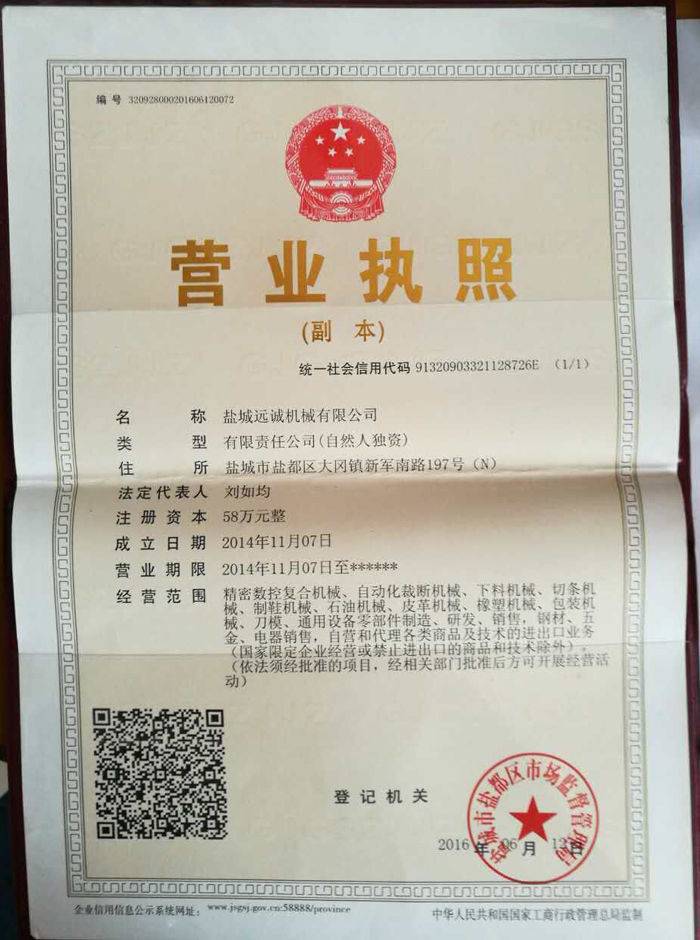 编 号 320928000201606120072
营业执照
(副 本)
统一社会信用代码 91320903321128726E (1/1)
名 称 盐城远诚机械有限公司
类 型 有限责任公司(自然人独资)
住 所 盐城市盐都区大冈镇新军南路197号(N)
法定代表人 刘如均
注册资本 58万元整
成立日期 2014年11月07日
营业期限 2014年11月07日至******
经营范围 精密数控复合机械、自动化裁断机械、下料机械、切条机
械、制鞋机械、石油机械、皮革机械、橡塑机械、包装机
械、刀模、通用设备零部件制造、研发、销售，钢材、五
金、电器销售，自营和代理各类商品及技术的进出口业务
(国家限定企业经营或禁止进出口的商品和技术除外)。
(依法须经批准的项目，经相关部门批准后方可开展经营活
动)
登记机关
盐城市盐都区市场监督管理局
2016 年 06 月 12日
企业信用信息公示系统网址： www.jsgsj.gov.cn:58888/province
中华人民共和国国家工商行政管理总局监制